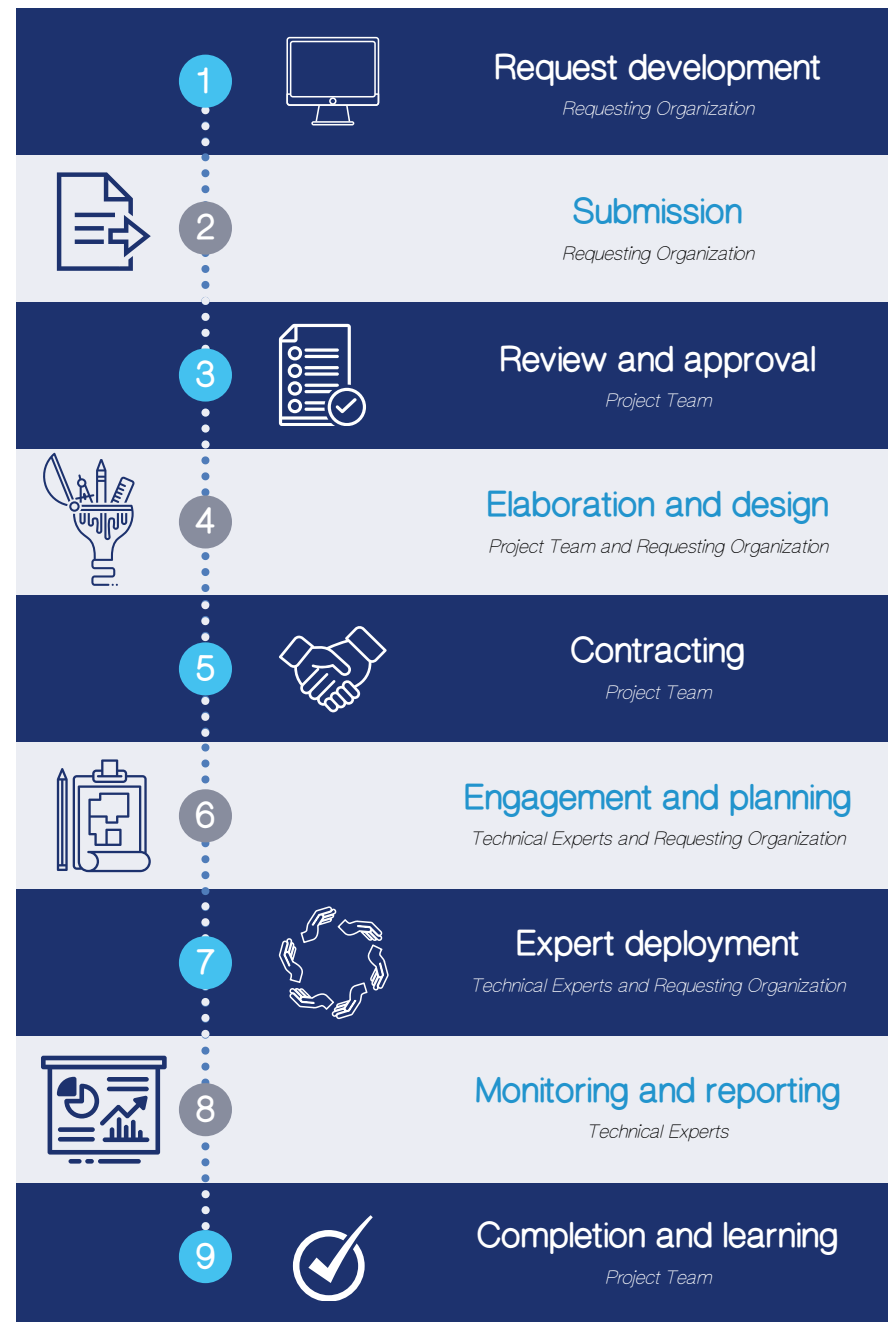 1
Request development
Requesting Organization
2
Submission
Requesting Organization
3
Review and approval
Project Team
4
Elaboration and design
Project Team and Requesting Organization
5
Contracting
Project Team
6
Engagement and planning
Technical Experts and Requesting Organization
7
Expert deployment
Technical Experts and Requesting Organization
8
Monitoring and reporting
Technical Experts
9
Completion and learning
Project Team